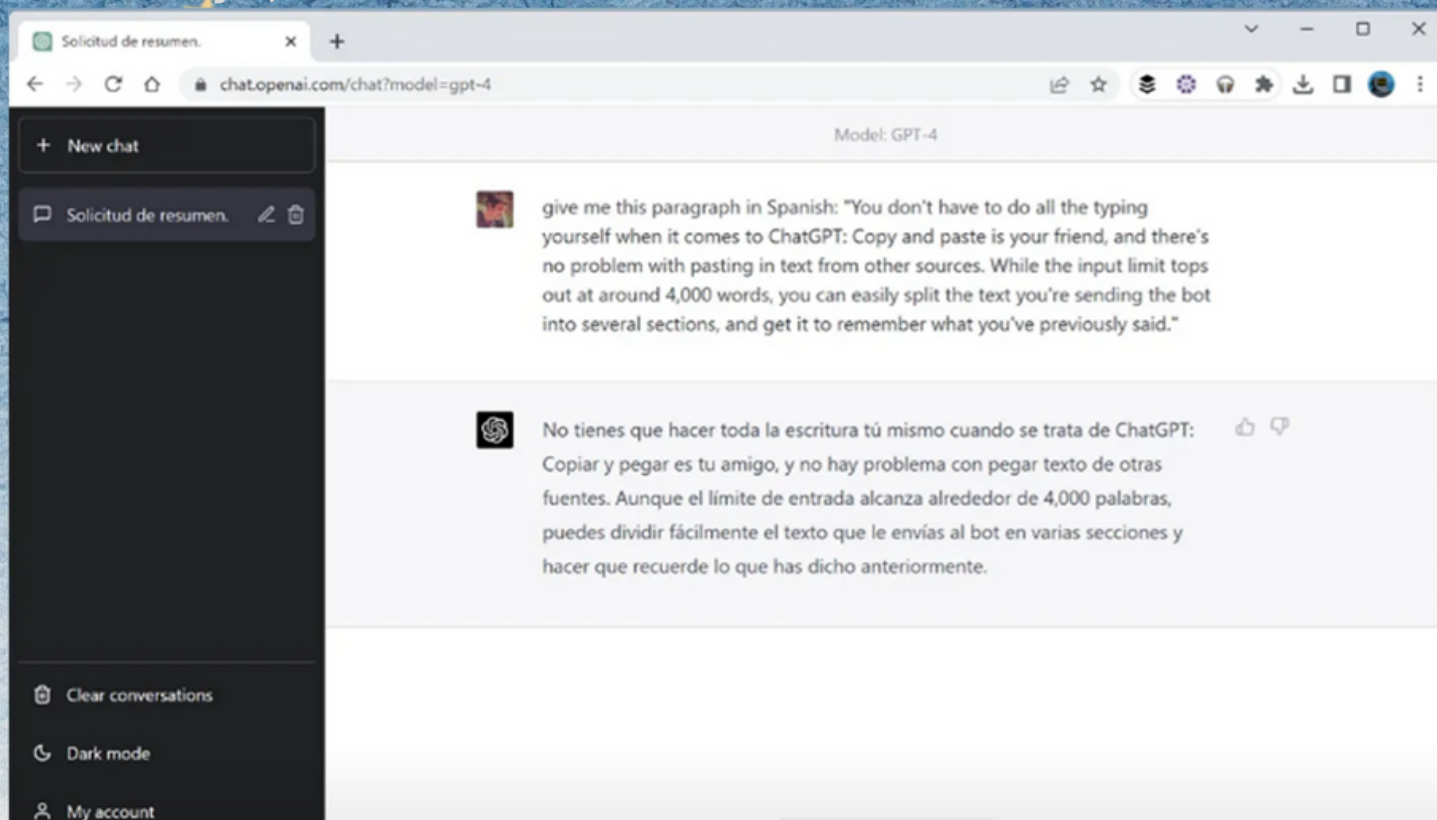 Solicitud de resumen.
chat.openai.com/chat?model=gpt-4
New chat
Solicitud de resumen.
Clear conversations
Dark mode
My account
Model: GPT-4
give me this paragraph in Spanish: "You don't have to do all the typing
yourself when it comes to ChatGPT: Copy and paste is your friend, and there's
no problem with pasting in text from other sources. While the input limit tops
out at around 4,000 words, you can easily split the text you're sending the bot
into several sections, and get it to remember what you've previously said."
No tienes que hacer toda la escritura tú mismo cuando se trata de ChatGPT:
Copiar y pegar es tu amigo, y no hay problema con pegar texto de otras
fuentes. Aunque el límite de entrada alcanza alrededor de 4,000 palabras,
puedes dividir fácilmente el texto que le envías al bot en varias secciones y
hacer que recuerde lo que has dicho anteriormente.